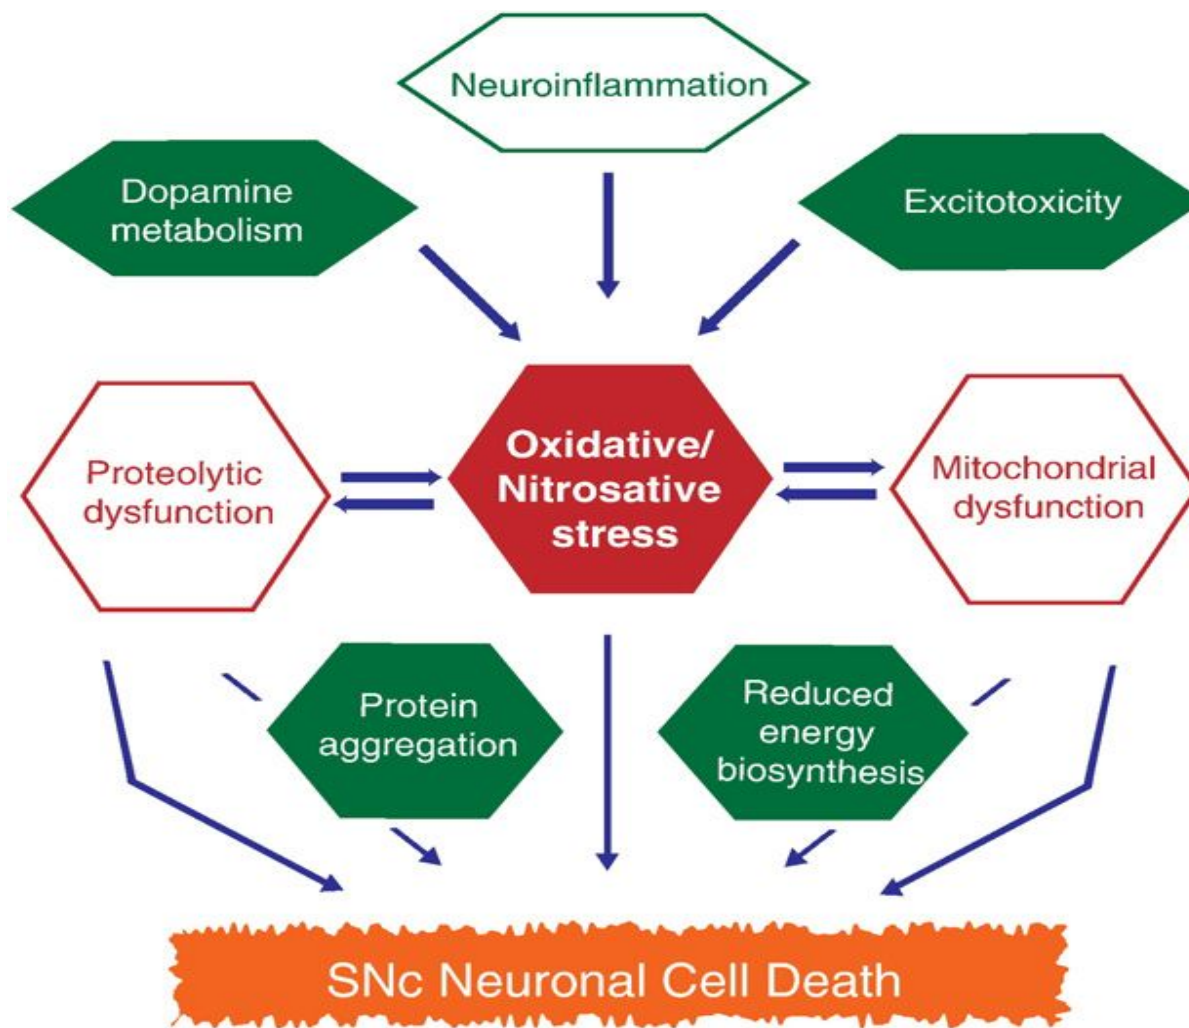 Neuroinflammation
Dopamine
metabolism
Excitotoxicity
Proteolytic
dysfunction
Oxidative/
Nitrosative
stress
Mitochondrial
dysfunction
Protein
aggregation
Reduced
energy
biosynthesis
SNc Neuronal Cell Death